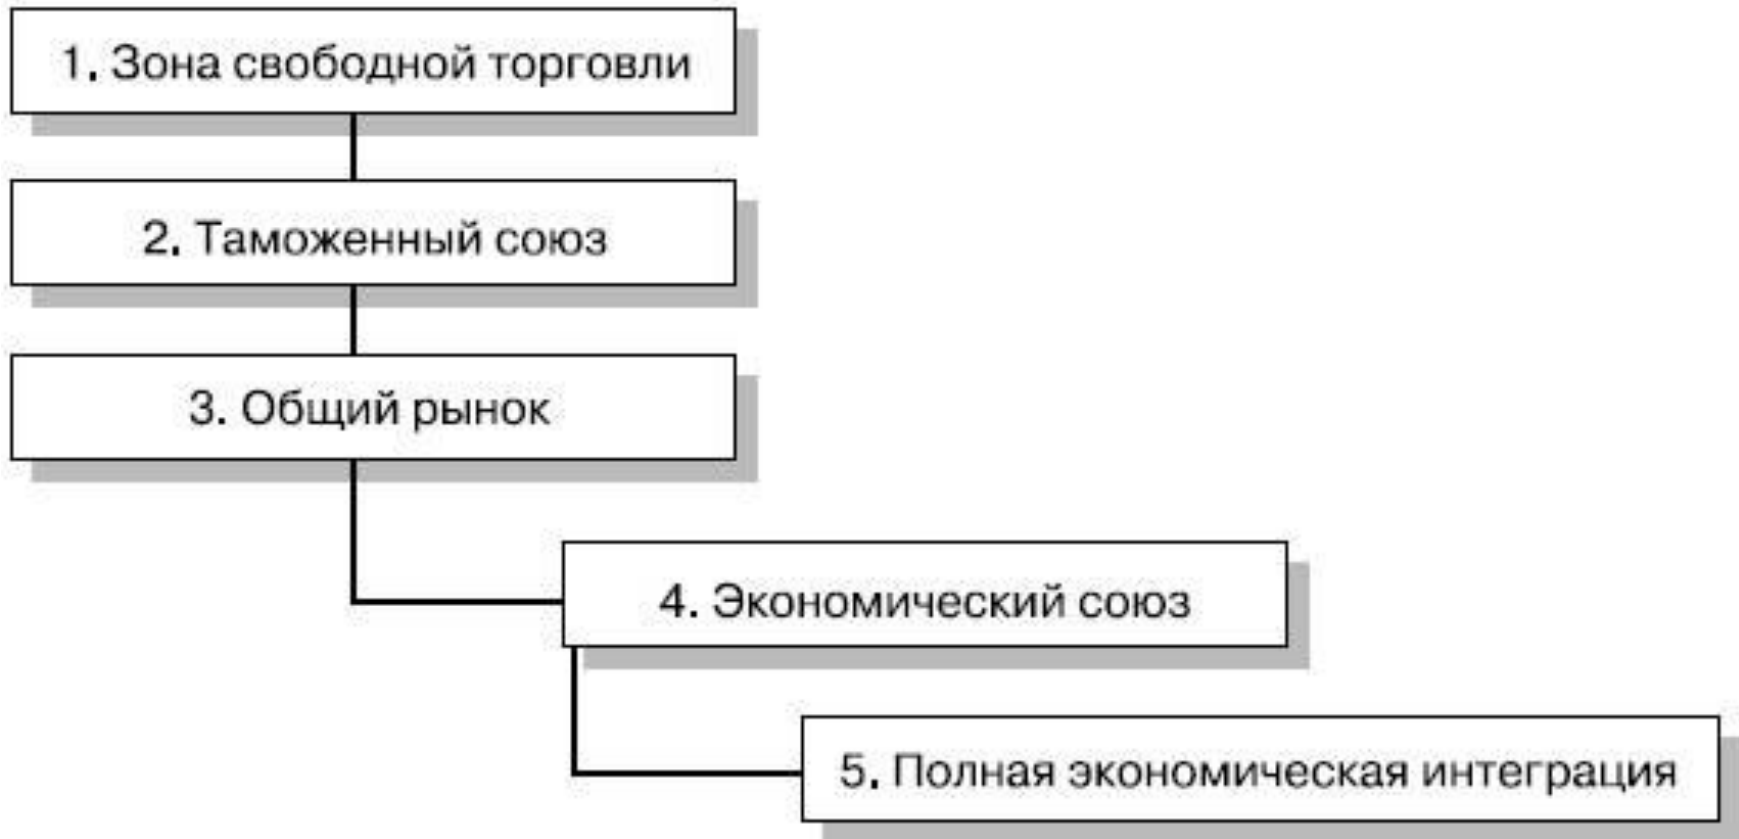 1. Зона свободной торговли
2. Таможенный союз
3. Общий рынок
4. Экономический союз
5. Полная экономическая интеграция